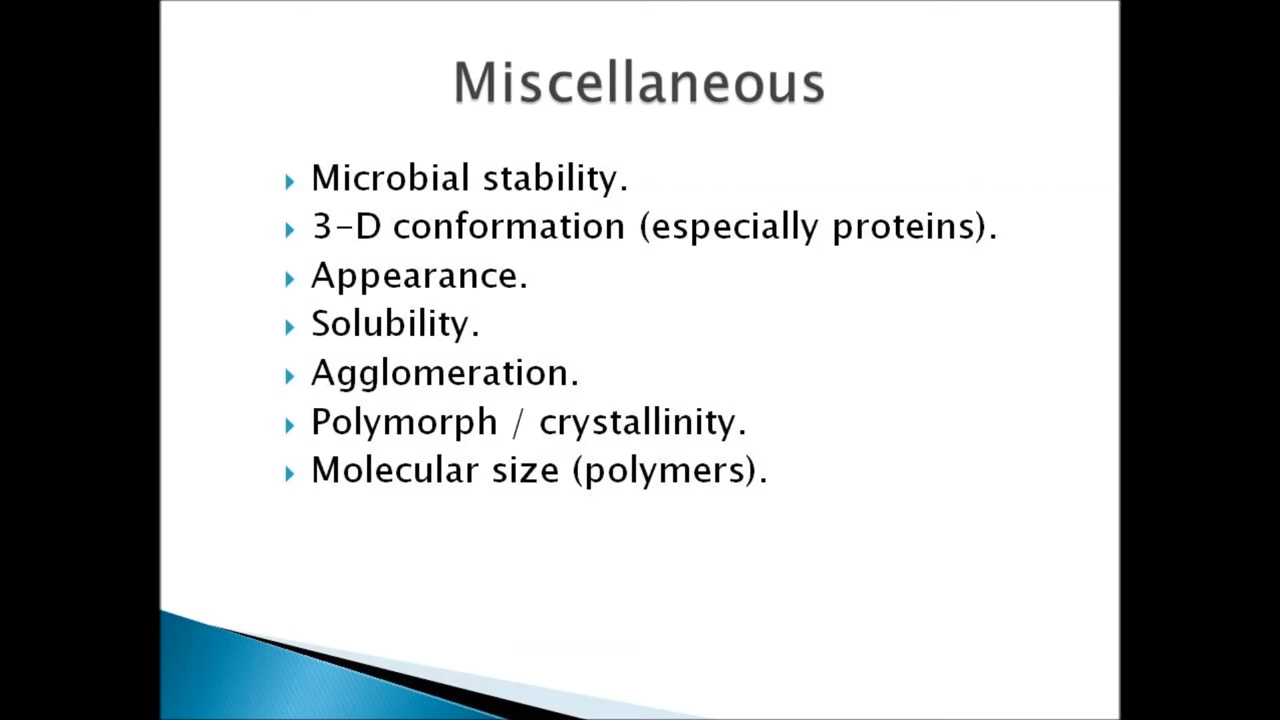 Miscellaneous
Microbial stability.
3-D conformation (especially proteins).
Appearance.
Solubility.
Agglomeration.
Polymorph / crystallinity.
Molecular size (polymers).